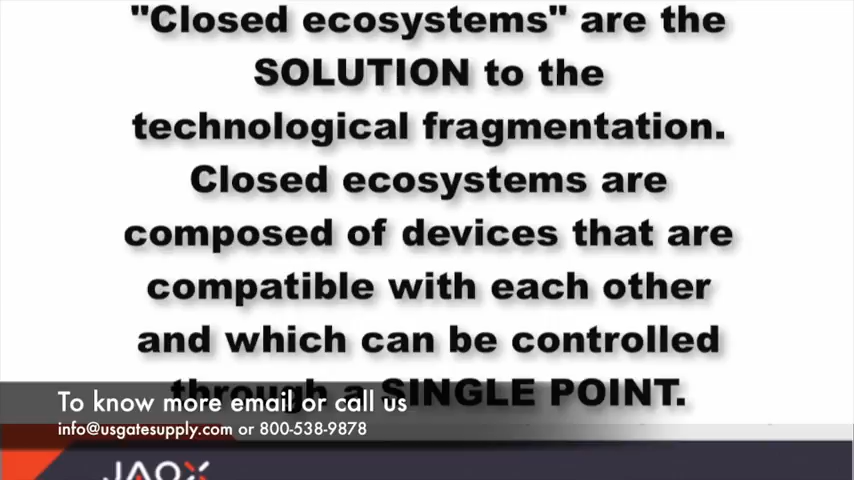 "Closed ecosystems" are the
SOLUTION to the
technological fragmentation.
Closed ecosystems are
composed of devices that are
compatible with each other
and which can be controlled
through a SINGLE POINT.
To know more email or call us
info@usgatesupply.com or 800-538-9878